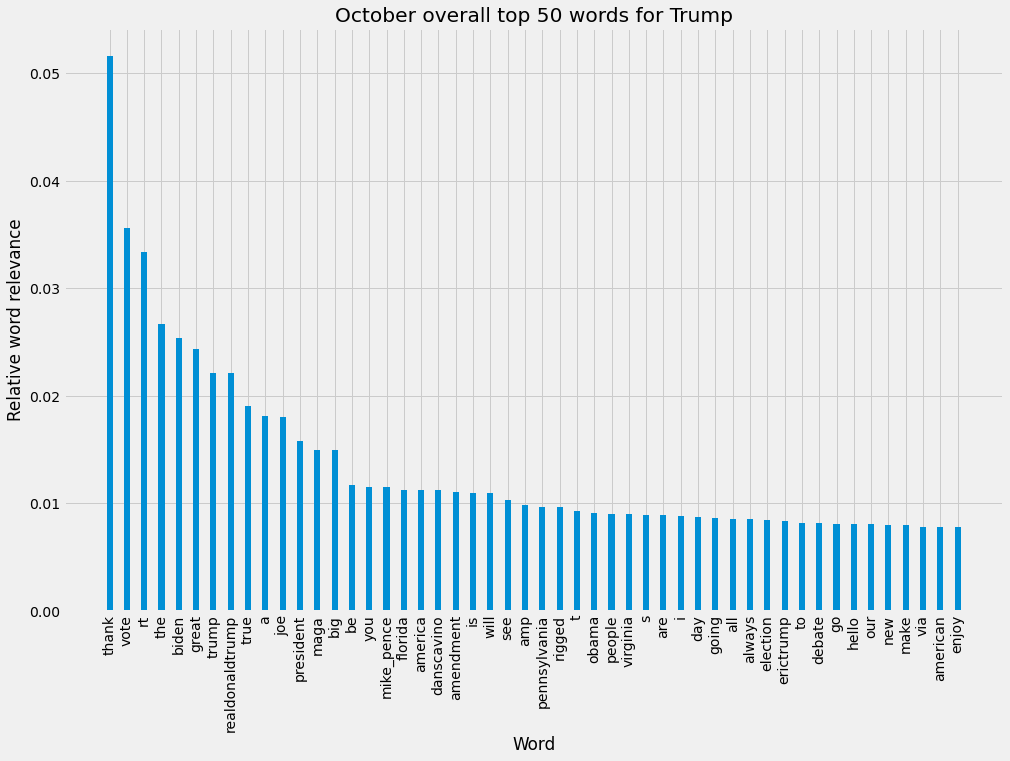 October overall top 50 words for Trump
Relative word relevance
0.05
0.04
0.03
0.02
0.01
0.00
thank
vote
rt
the
biden
great
trump
realdonaldtrump
true
a
joe
president
maga
big
be
you
mike_pence
florida
america
danscavino
amendment
is
will
see
amp
pennsylvania
rigged
t
obama
people
virginia
s
are
i
day
going
all
always
election
erictrump
to
debate
go
hello
our
new
make
via
american
enjoy
Word